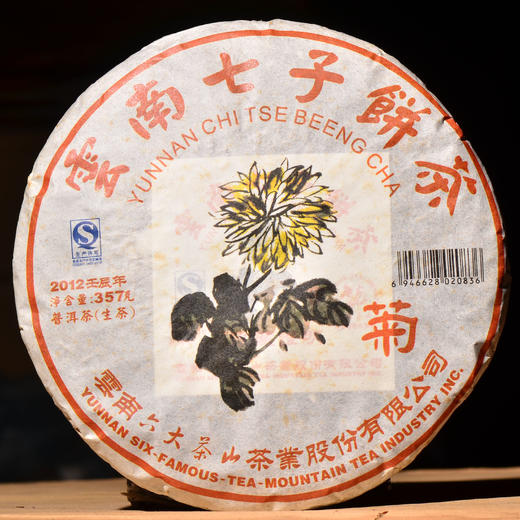 雲南七子餅茶
YUNNAN CHI TSE BEENG CHA
2012壬辰年
净含量:357克
普洱茶(生茶)
6 946628 020836
菊
雲南六大茶山茶業股份有限公司
YUNNAN SIX-FAMOUS-TEA-MOUNTAIN TEA INDUSTRY INC.